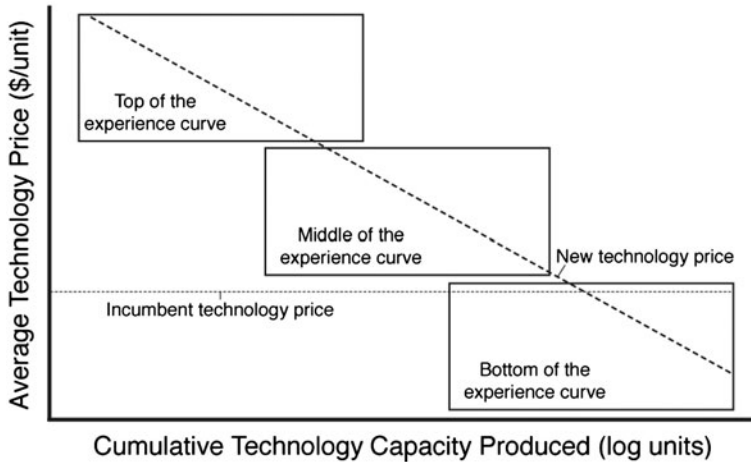 Average Technology Price ($/unit)
Top of the
experience curve
Middle of the
experience curve
New technology price
Incumbent technology price
Bottom of the
experience curve
Cumulative Technology Capacity Produced (log units)